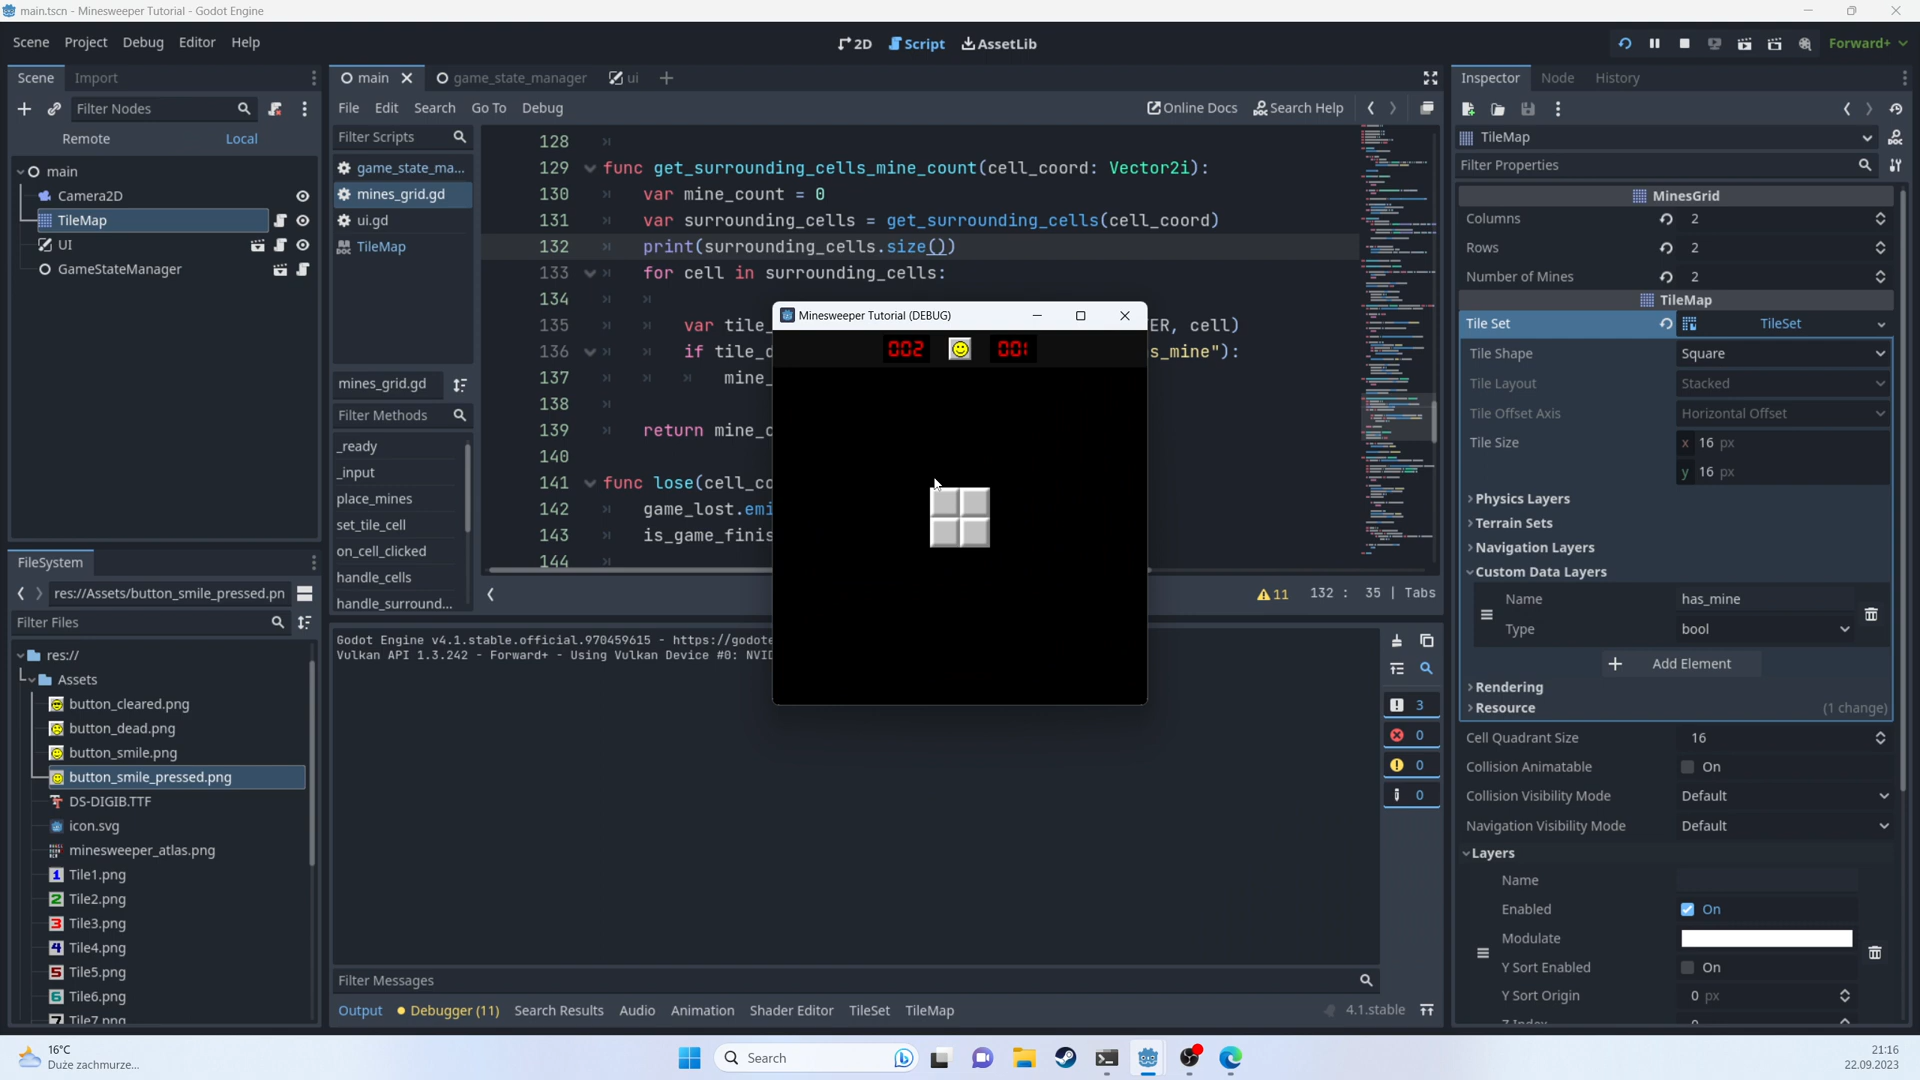 main.tscn - Minesweeper Tutorial - Godot Engine
Scene Project Debug Editor Help
2D Script AssetLib
Forward+
Scene Import
Filter Nodes
Remote Local
main
Camera2D
TileMap
UI
GameStateManager
FileSystem
res://Assets/button_smile_pressed.pn
Filter Files
res://
Assets
button_cleared.png
button_dead.png
button_smile.png
button_smile_pressed.png
DS-DIGIB.TTF
icon.svg
minesweeper_atlas.png
Tile1.png
Tile2.png
Tile3.png
Tile4.png
Tile5.png
Tile6.png
Tile7.png
main game_state_manager ui
File Edit Search Go To Debug
Online Docs Search Help
Filter Scripts
game_state_ma...
mines_grid.gd
ui.gd
TileMap
mines_grid.gd
Filter Methods
_ready
_input
place_mines
set_tile_cell
on_cell_clicked
handle_cells
handle_surround...
128
129 func get_surrounding_cells_mine_count(cell_coord: Vector2i):
130 var mine_count = 0
131 var surrounding_cells = get_surrounding_cells(cell_coord)
132 print(surrounding_cells.size())
133 for cell in surrounding_cells:
134
135 var tile_ ER, cell)
136 if tile_d s_mine"):
137 mine_
138
139 return mine_c
140
141 func lose(cell_co
142 game_lost.emi
143 is_game_finis
144
11 132 : 35 | Tabs
Minesweeper Tutorial (DEBUG)
002 001
Godot Engine v4.1.stable.official.970459615 - https://godote
Vulkan API 1.3.242 - Forward+ - Using Vulkan Device #0: NVID
3
0
0
0
Filter Messages
Output Debugger (11) Search Results Audio Animation Shader Editor TileSet TileMap 4.1.stable
Inspector Node History
TileMap
Filter Properties
MinesGrid
Columns 2
Rows 2
Number of Mines 2
TileMap
Tile Set TileSet
Tile Shape Square
Tile Layout Stacked
Tile Offset Axis Horizontal Offset
Tile Size x 16 px
y 16 px
Physics Layers
Terrain Sets
Navigation Layers
Custom Data Layers
Name has_mine
Type bool
Add Element
Rendering
Resource (1 change)
Cell Quadrant Size 16
Collision Animatable On
Collision Visibility Mode Default
Navigation Visibility Mode Default
Layers
Name
Enabled On
Modulate
Y Sort Enabled On
Y Sort Origin 0 px
Z Index 0
16°C
Duże zachmurze...
Search
21:16
22.09.2023